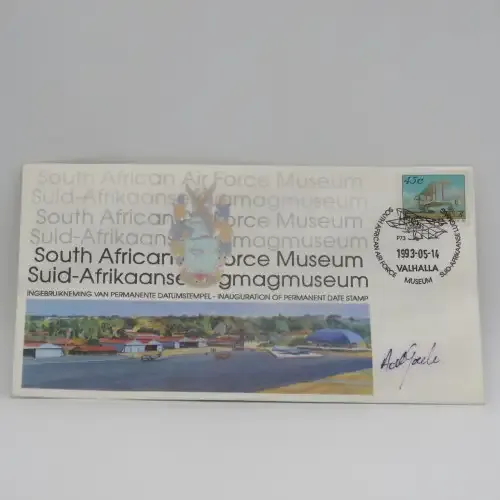 South African Air Force Museum
Suid-Afrikaanse Lugmagmuseum
South African Air Force Museum
Suid-Afrikaanse magmuseum
South African Air Force Museum
Suid-Afrikaanse Lugmagmuseum
INGEBRUIKNEMING VAN PERMANENTE DATUMSTEMPEL - INAUGURATION OF PERMANENT DATE STAMP
45c
1993-05-14
VALHALLA
SOUTH AFRICAN AIR FORCE MUSEUM SUID-AFRIKAANSE LUGMAG